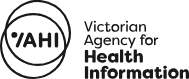 VAHI
Victorian
Agency for
Health
Information